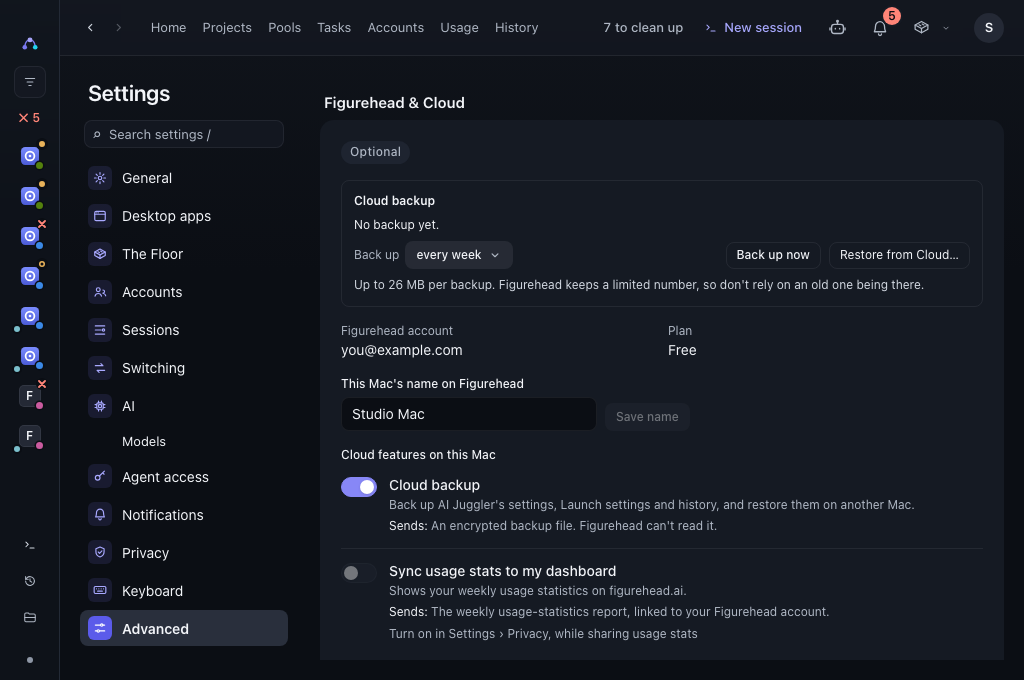 Home Projects Pools Tasks Accounts Usage History 7 to clean up New session 5 S
5
F
F
Settings
Search settings /
General
Desktop apps
The Floor
Accounts
Sessions
Switching
AI
Models
Agent access
Notifications
Privacy
Keyboard
Advanced
Figurehead & Cloud
Optional
Cloud backup
No backup yet.
Back up every week Back up now Restore from Cloud...
Up to 26 MB per backup. Figurehead keeps a limited number, so don't rely on an old one being there.
Figurehead account Plan
you@example.com Free
This Mac's name on Figurehead
Studio Mac Save name
Cloud features on this Mac
Cloud backup
Back up AI Juggler's settings, Launch settings and history, and restore them on another Mac.
Sends: An encrypted backup file. Figurehead can't read it.
Sync usage stats to my dashboard
Shows your weekly usage statistics on figurehead.ai.
Sends: The weekly usage-statistics report, linked to your Figurehead account.
Turn on in Settings › Privacy, while sharing usage stats